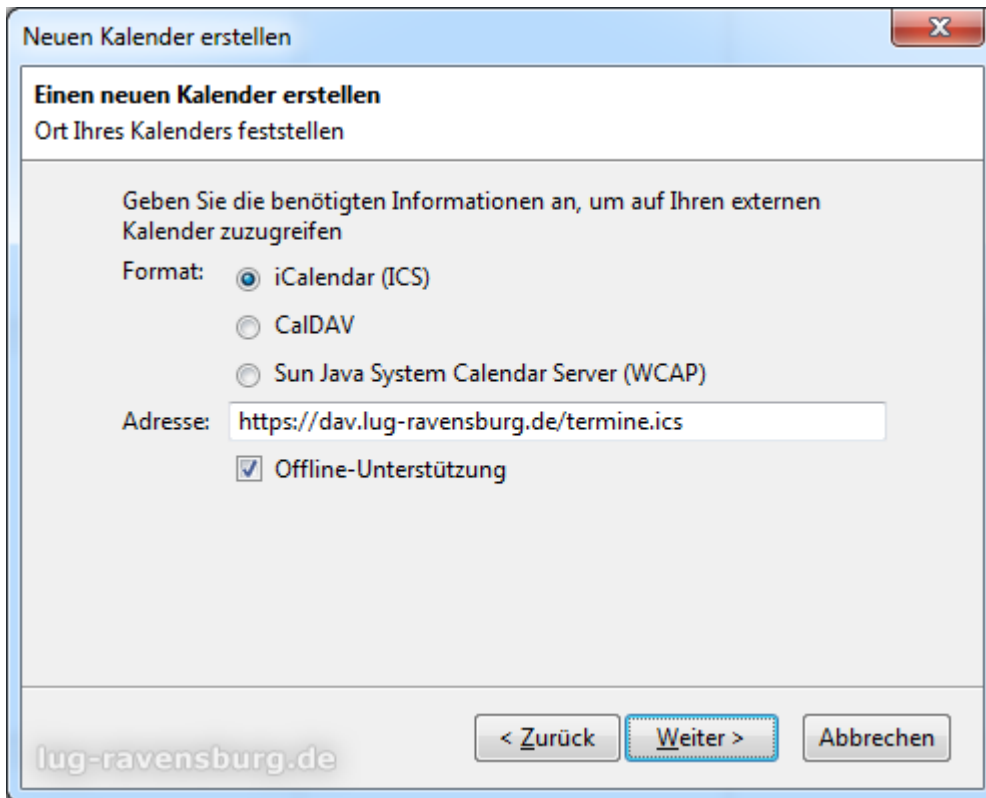 Neuen Kalender erstellen
Einen neuen Kalender erstellen
Ort Ihres Kalenders feststellen
Geben Sie die benötigten Informationen an, um auf Ihren externen
Kalender zuzugreifen
Format: iCalendar (ICS)
CalDAV
Sun Java System Calendar Server (WCAP)
Adresse: https://dav.lug-ravensburg.de/termine.ics
Offline-Unterstützung
< Zurück Weiter > Abbrechen
lug-ravensburg.de